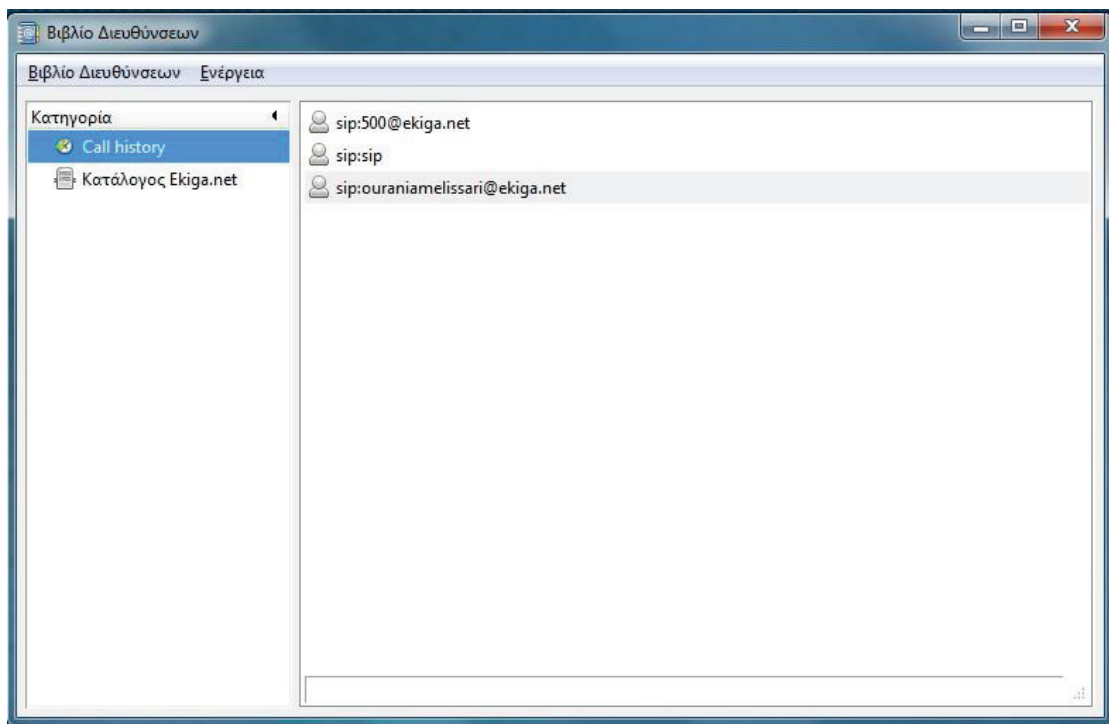 Βιβλίο Διευθύνσεων
Βιβλίο Διευθύνσεων Ενέργεια
Κατηγορία
Call history
Κατάλογος Ekiga.net
sip:500@ekiga.net
sip:sip
sip:ouraniamelissari@ekiga.net